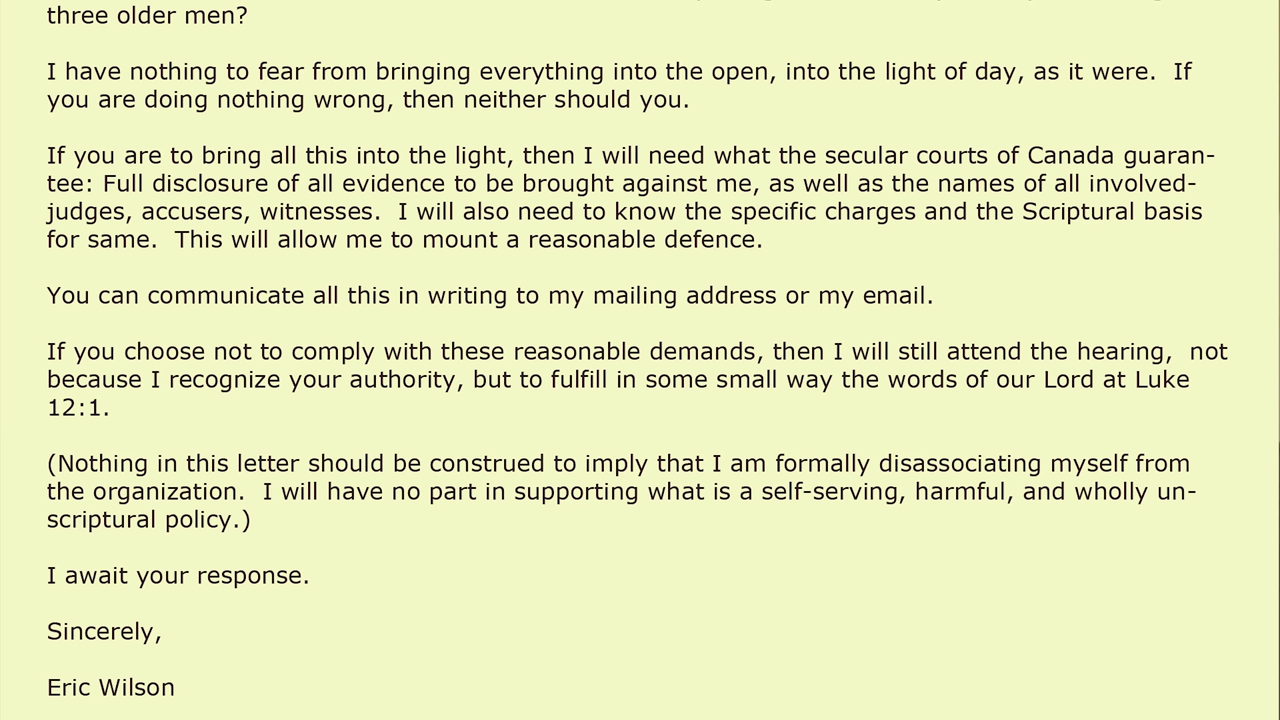 three older men?
I have nothing to fear from bringing everything into the open, into the light of day, as it were.  If
you are doing nothing wrong, then neither should you.
If you are to bring all this into the light, then I will need what the secular courts of Canada guaran-
tee: Full disclosure of all evidence to be brought against me, as well as the names of all involved-
judges, accusers, witnesses.  I will also need to know the specific charges and the Scriptural basis
for same.  This will allow me to mount a reasonable defence.
You can communicate all this in writing to my mailing address or my email.
If you choose not to comply with these reasonable demands, then I will still attend the hearing,  not
because I recognize your authority, but to fulfill in some small way the words of our Lord at Luke
12:1.
(Nothing in this letter should be construed to imply that I am formally disassociating myself from
the organization.  I will have no part in supporting what is a self-serving, harmful, and wholly un-
scriptural policy.)
I await your response.
Sincerely,
Eric Wilson